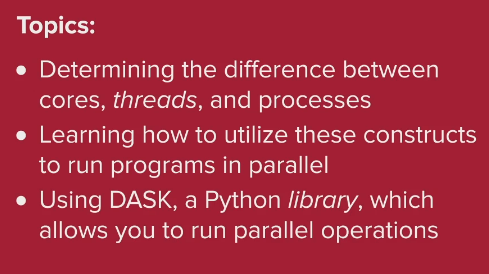 Topics:
● Determining the difference between
cores, threads, and processes
● Learning how to utilize these constructs
to run programs in parallel
● Using DASK, a Python library, which
allows you to run parallel operations